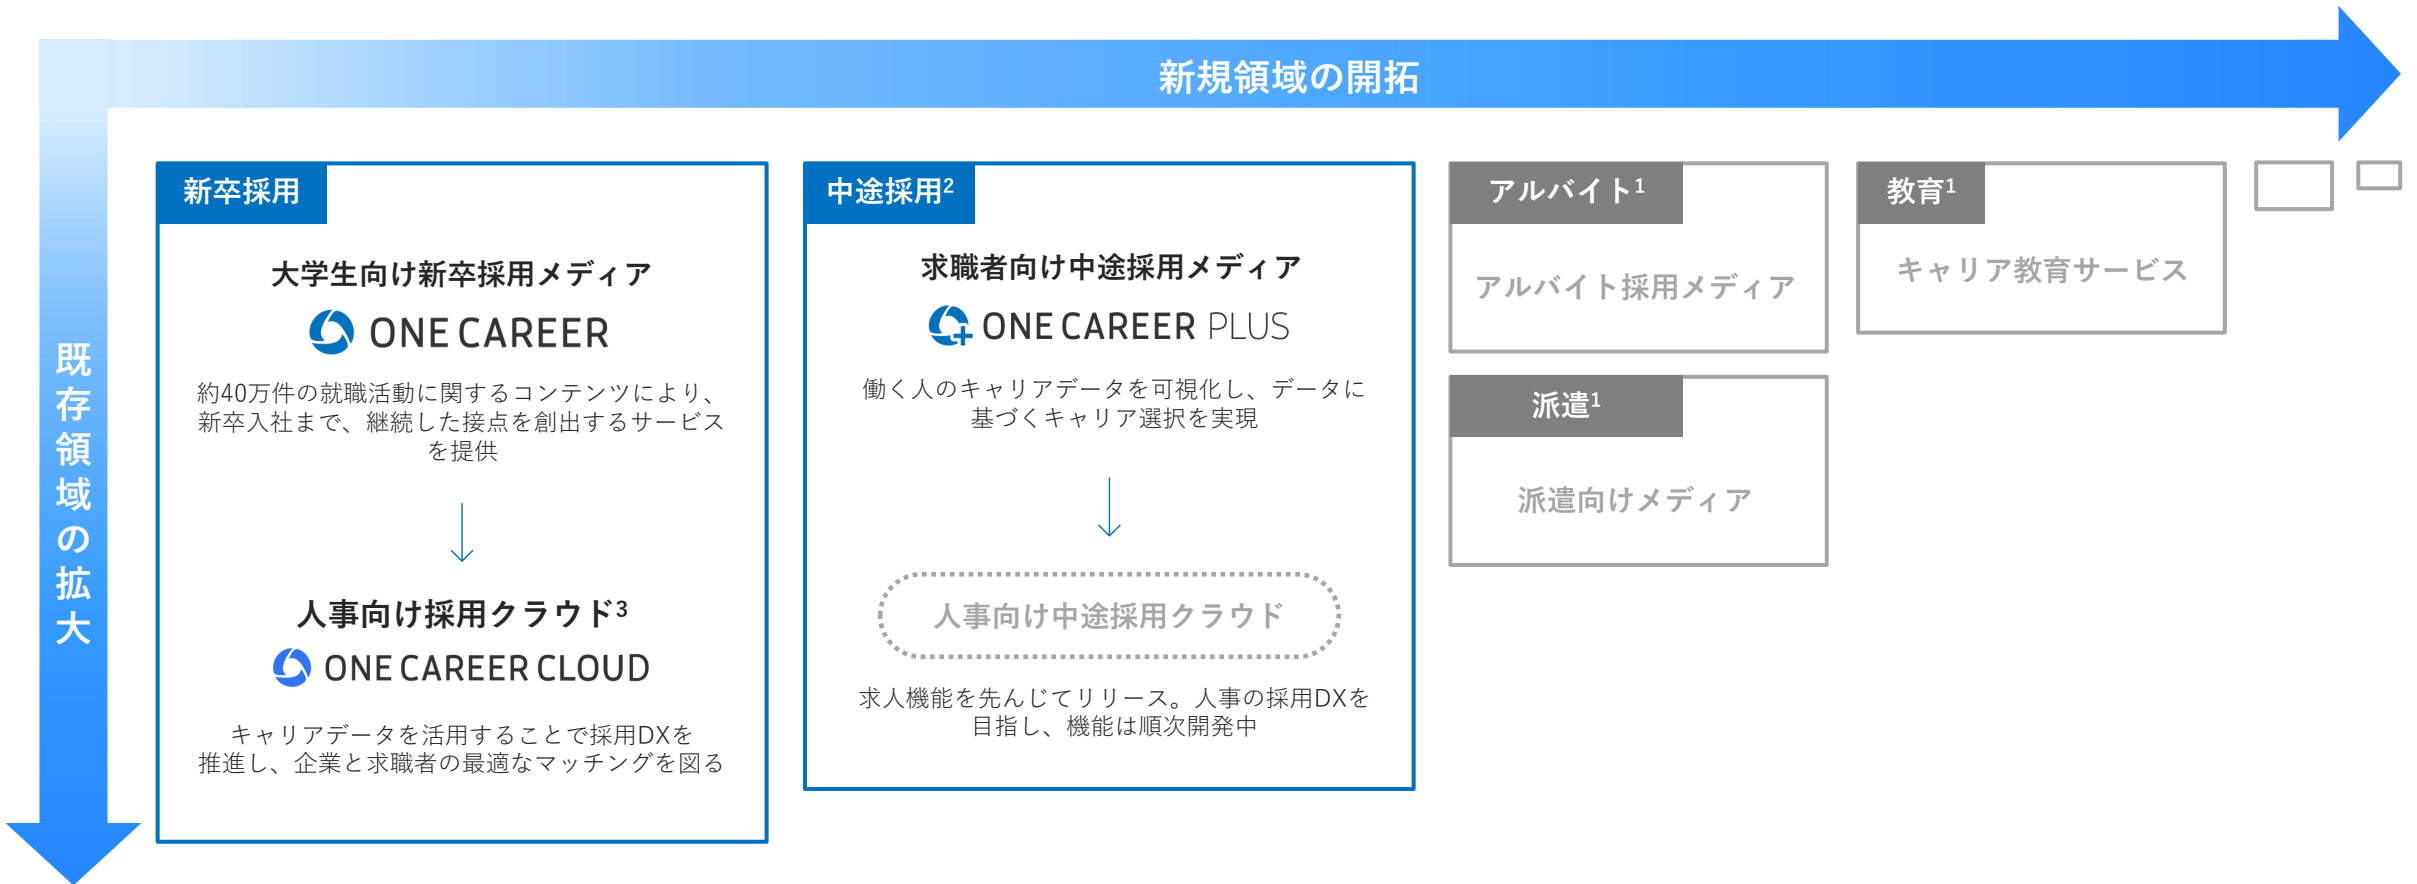 新規領域の開拓
既存領域の拡大
新卒採用
大学生向け新卒採用メディア
ONE CAREER
約40万件の就職活動に関するコンテンツにより、
新卒入社まで、継続した接点を創出するサービス
を提供
人事向け採用クラウド3
ONE CAREER CLOUD
キャリアデータを活用することで採用DXを
推進し、企業と求職者の最適なマッチングを図る
中途採用2
求職者向け中途採用メディア
ONE CAREER PLUS
働く人のキャリアデータを可視化し、データに
基づくキャリア選択を実現
人事向け中途採用クラウド
求人機能を先んじてリリース。人事の採用DXを
目指し、機能は順次開発中
アルバイト1
アルバイト採用メディア
派遣1
派遣向けメディア
教育1
キャリア教育サービス